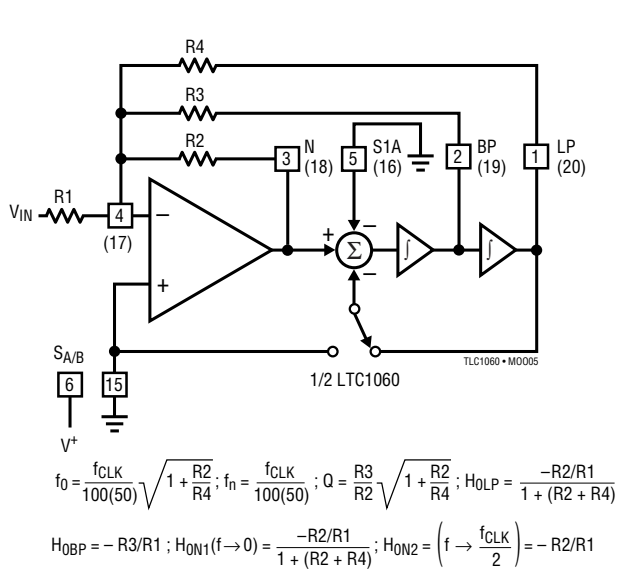 R4
R3
R2
R1
VIN
4
(17)
3
N
(18)
5
S1A
(16)
2
BP
(19)
1
LP
(20)
−
+
+
−
−
Σ
∫
∫
SA/B
6
15
V+
1/2 LTC1060
TLC1060 • MOO05
f0 = fCLK/100(50) √(1 + R2/R4) ; fn = fCLK/100(50) ; Q = R3/R2 √(1 + R2/R4) ; H0LP = −R2/R1 / 1 + (R2 + R4)
H0BP = − R3/R1 ; H0N1(f→0) = −R2/R1 / 1 + (R2 + R4) ; H0N2 = (f → fCLK/2) = − R2/R1